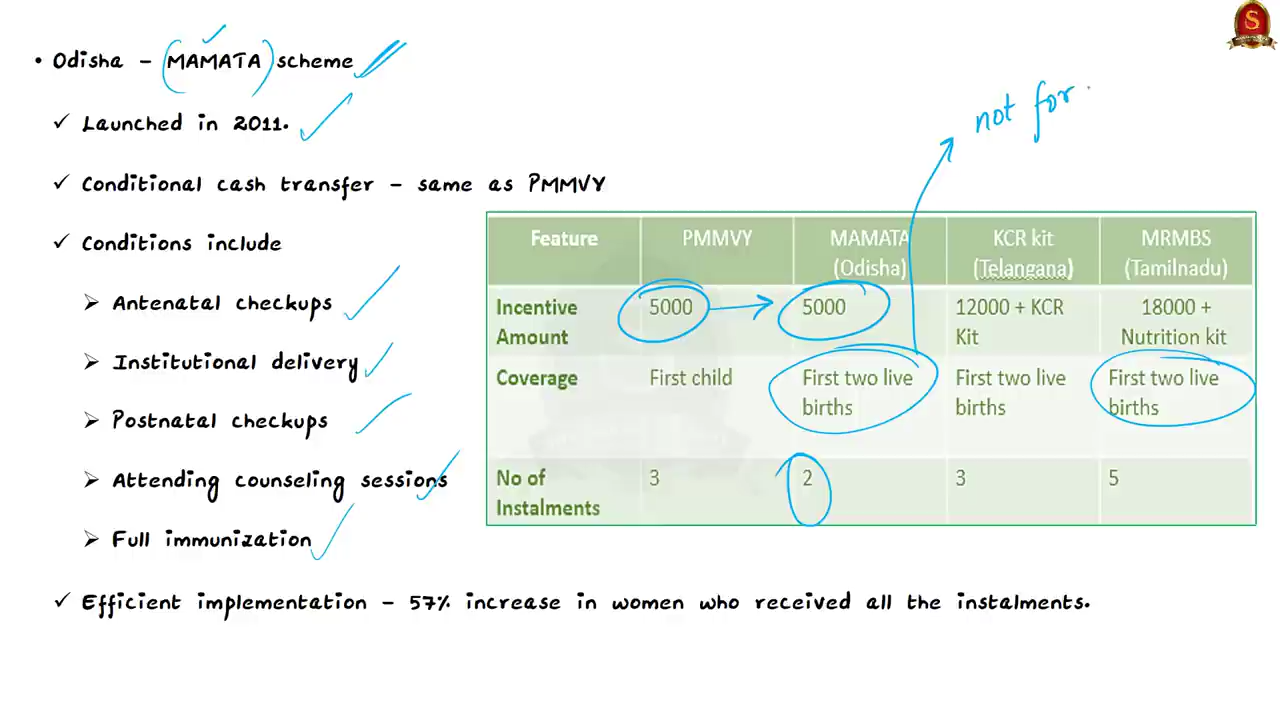 • Odisha – (MAMATA) scheme
✓ Launched in 2011.
✓ Conditional cash transfer – same as PMMVY
✓ Conditions include
➢ Antenatal checkups
➢ Institutional delivery
➢ Postnatal checkups
➢ Attending counseling sessions
➢ Full immunization
✓ Efficient implementation – 57% increase in women who received all the instalments.
not for
Feature PMMVY MAMATA KCR kit MRMBS
(Odisha) (Telangana) (Tamilnadu)
Incentive 5000 5000 12000 + KCR 18000 +
Amount Kit Nutrition kit
Coverage First child First two live First two live First two live
births births births
No of 3 2 3 5
Instalments
S